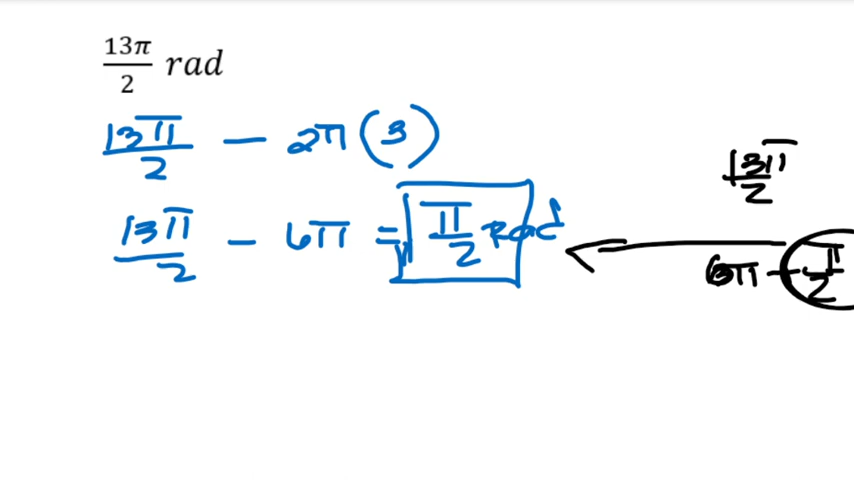 13π/2 rad
13π/2 − 2π(3)
13π/2 − 6π = π/2 Rad
13π/2
6π + π/2